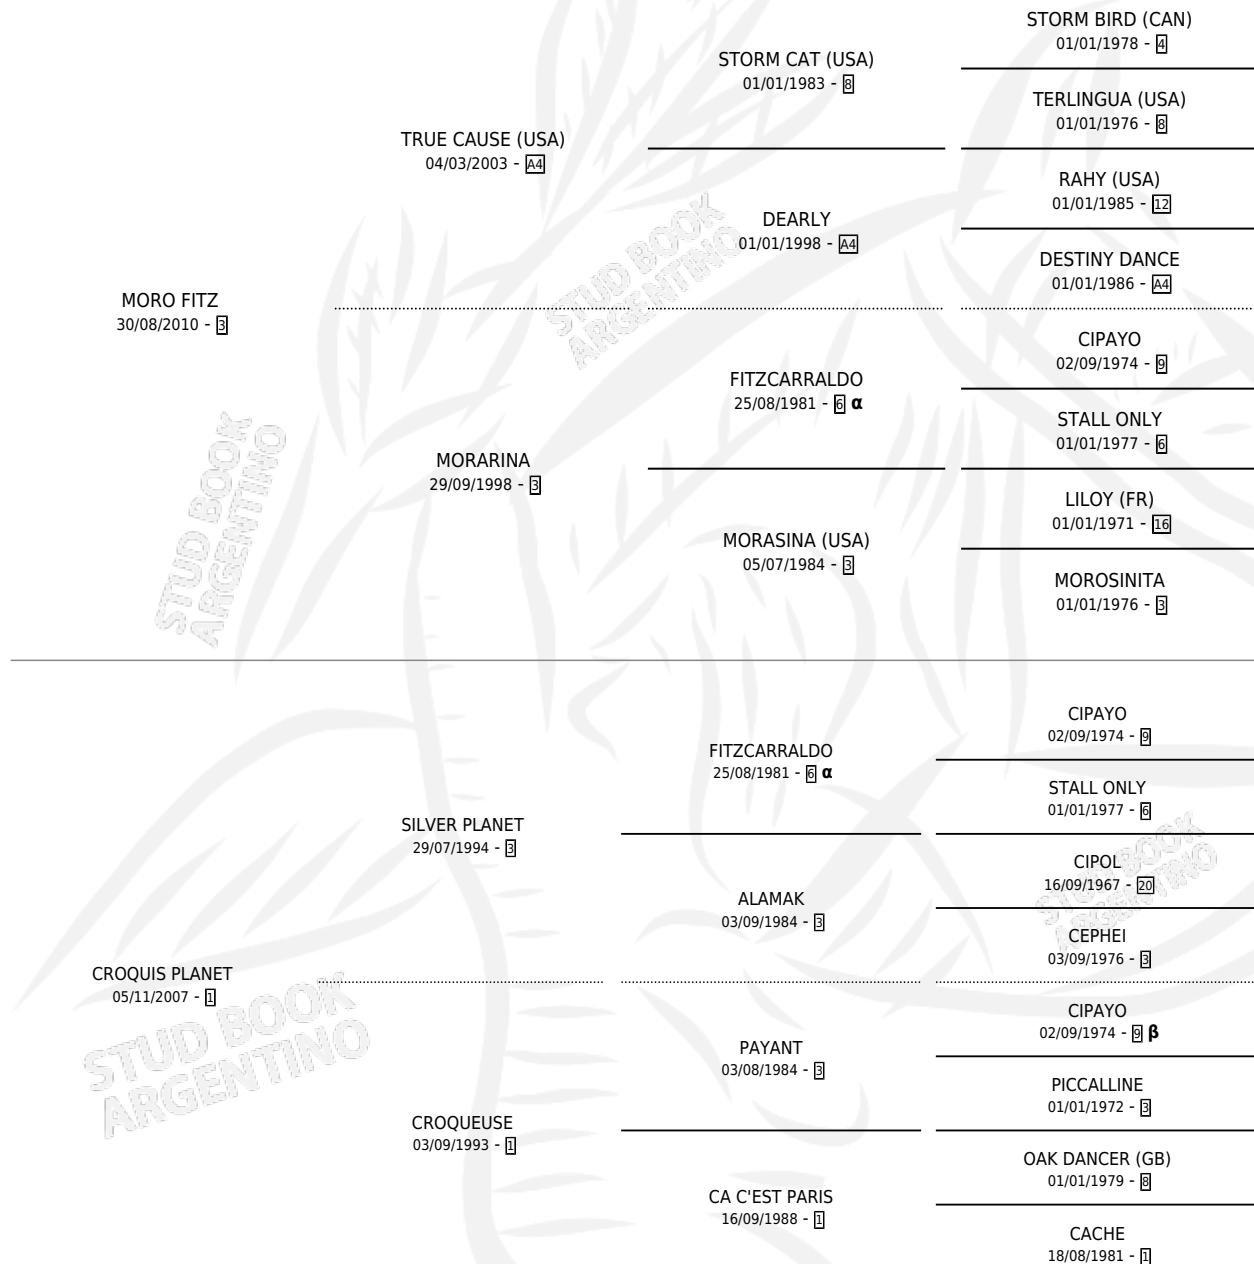 STORM BIRD (CAN)
01/01/1978 - 4
STORM CAT (USA)
01/01/1983 - 8
TERLINGUA (USA)
01/01/1976 - 8
TRUE CAUSE (USA)
04/03/2003 - A4
RAHY (USA)
01/01/1985 - 12
DEARLY
01/01/1998 - A4
DESTINY DANCE
01/01/1986 - A4
MORO FITZ
30/08/2010 - 3
CIPAYO
02/09/1974 - 9
FITZCARRALDO
25/08/1981 - 6 α
STALL ONLY
01/01/1977 - 6
MORARINA
29/09/1998 - 3
LILOY (FR)
01/01/1971 - 16
MORASINA (USA)
05/07/1984 - 3
MOROSINITA
01/01/1976 - 3
CIPAYO
02/09/1974 - 9
FITZCARRALDO
25/08/1981 - 6 α
STALL ONLY
01/01/1977 - 6
SILVER PLANET
29/07/1994 - 3
CIPOL
16/09/1967 - 20
ALAMAK
03/09/1984 - 3
CEPHEI
03/09/1976 - 3
CROQUIS PLANET
05/11/2007 - 1
CIPAYO
02/09/1974 - 9 β
PAYANT
03/08/1984 - 3
PICCALLINE
01/01/1972 - 3
CROQUEUSE
03/09/1993 - 1
OAK DANCER (GB)
01/01/1979 - 8
CA C'EST PARIS
16/09/1988 - 1
CACHE
18/08/1981 - 1
STUD BOOK
ARGENTINO
STUD BOOK
ARGENTINO
STUD BOOK
ARGENTINO
STUD BOOK
ARGENTINO